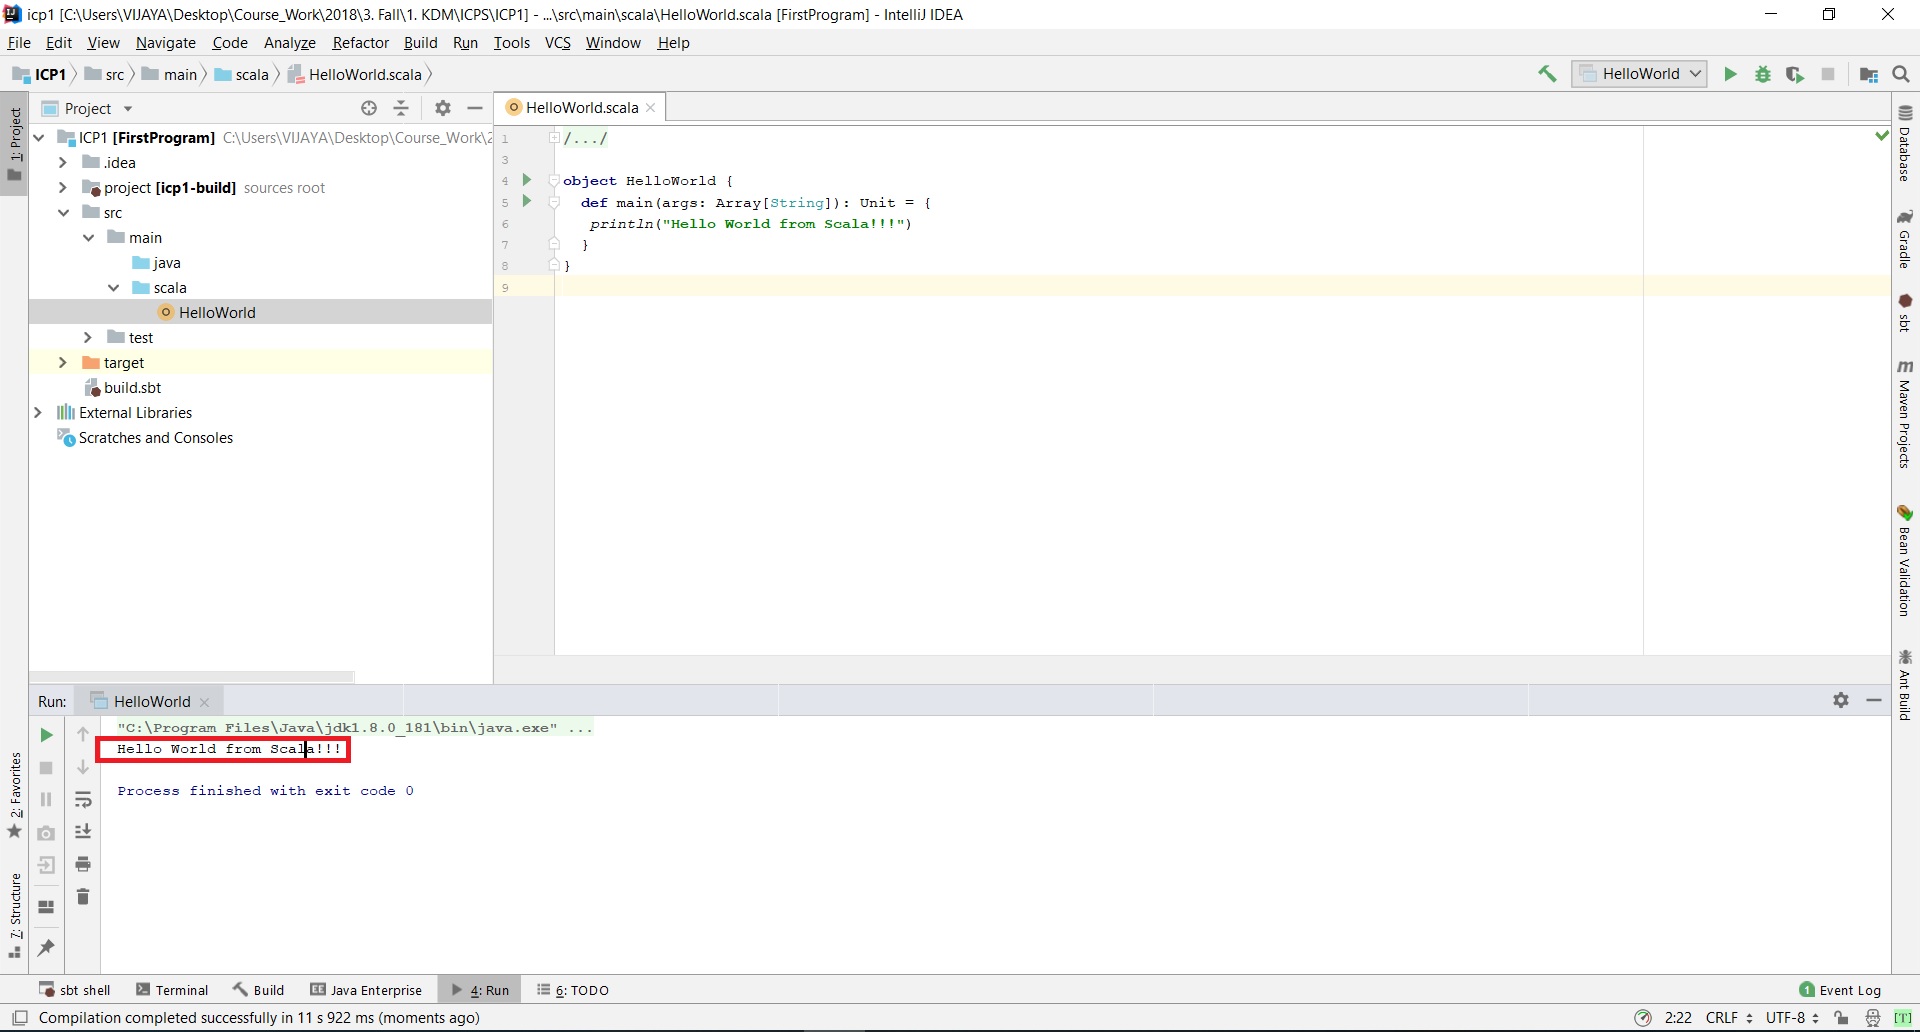 icp1 [C:\Users\VIJAYA\Desktop\Course_Work\2018\3. Fall\1. KDM\ICPS\ICP1] - ...\src\main\scala\HelloWorld.scala [FirstProgram] - IntelliJ IDEA
File Edit View Navigate Code Analyze Refactor Build Run Tools VCS Window Help
ICP1 src main scala HelloWorld.scala
HelloWorld
1: Project
Project
ICP1 [FirstProgram] C:\Users\VIJAYA\Desktop\Course_Work\2
.idea
project [icp1-build] sources root
src
main
java
scala
HelloWorld
test
target
build.sbt
External Libraries
Scratches and Consoles
HelloWorld.scala
1 /.../
3
4 object HelloWorld {
5 def main(args: Array[String]): Unit = {
6 println("Hello World from Scala!!!")
7 }
8 }
9
Database
Gradle
sbt
m
Maven Projects
Bean Validation
Ant Build
Run: HelloWorld
"C:\Program Files\Java\jdk1.8.0_181\bin\java.exe" ...
Hello World from Scala!!!
Process finished with exit code 0
2: Favorites
7: Structure
sbt shell Terminal Build Java Enterprise 4: Run 6: TODO 1 Event Log
Compilation completed successfully in 11 s 922 ms (moments ago) 2:22 CRLF UTF-8 [T]